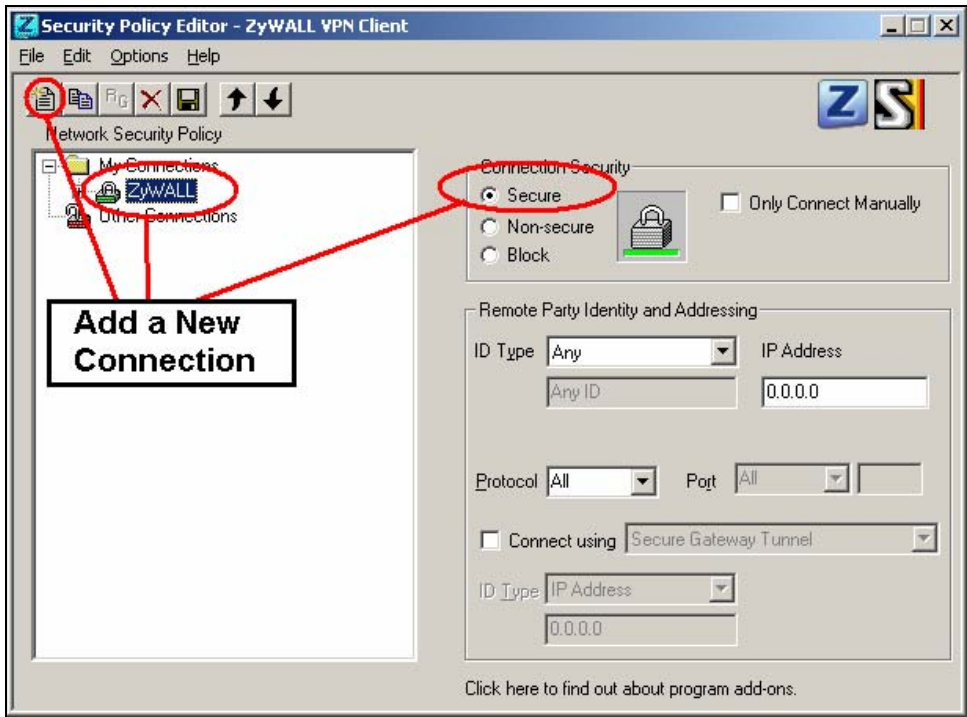 Security Policy Editor - ZyWALL VPN Client
File Edit Options Help
RG
Z S
Network Security Policy
My Connections
ZyWALL
Other Connections
Add a New
Connection
Connection Security
Secure
Non-secure
Block
Only Connect Manually
Remote Party Identity and Addressing
ID Type Any IP Address
Any ID 0.0.0.0
Protocol All Port All
Connect using Secure Gateway Tunnel
ID Type IP Address
0.0.0.0
Click here to find out about program add-ons.